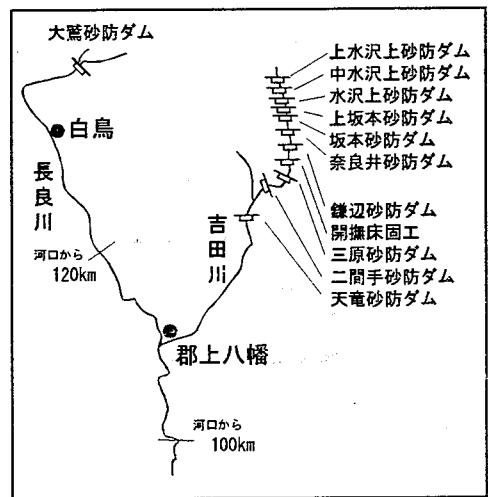 大鷲砂防ダム
白鳥
長良川
河口から
120km
吉田川
郡上八幡
河口から
100km
上水沢上砂防ダム
中水沢上砂防ダム
水沢上砂防ダム
上坂本砂防ダム
坂本砂防ダム
奈良井砂防ダム
鎌辺砂防ダム
開撫床固工
三原砂防ダム
二間手砂防ダム
天竜砂防ダム